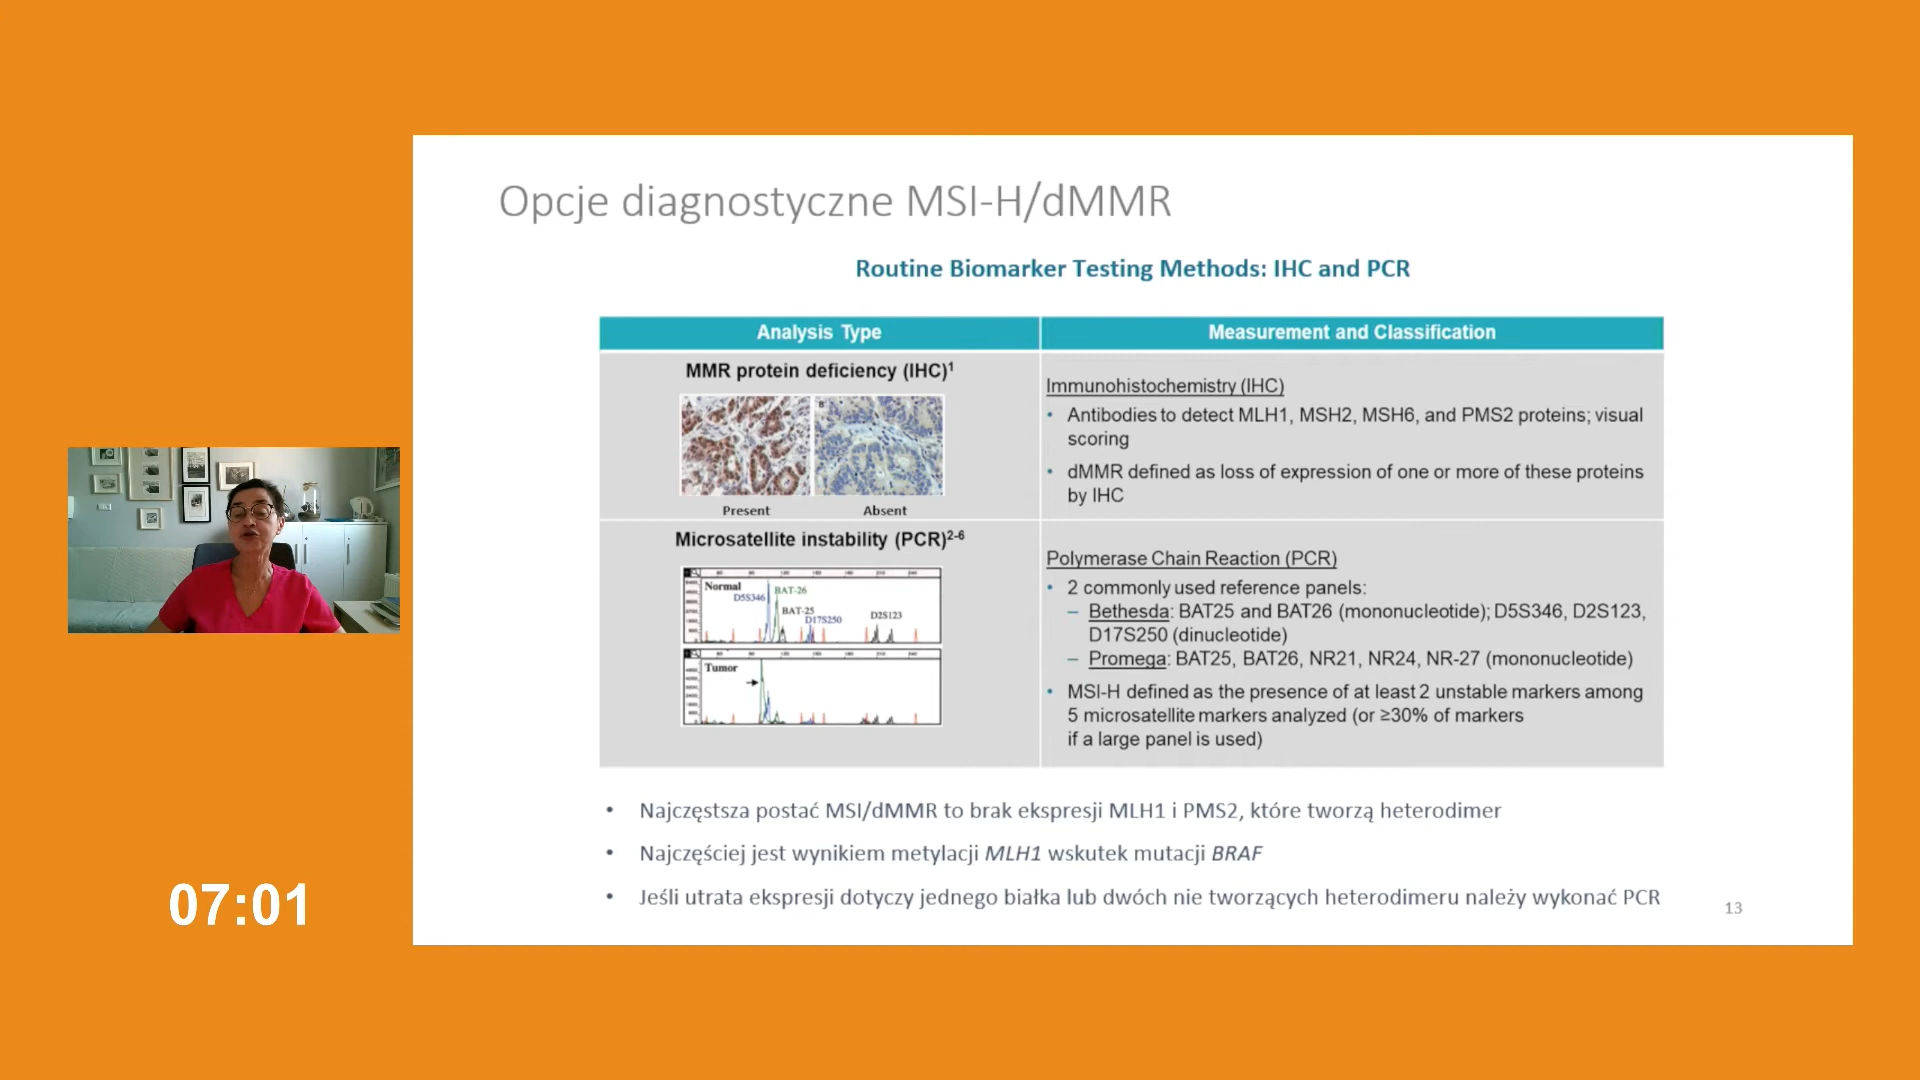 Opcje diagnostyczne MSI-H/dMMR
Routine Biomarker Testing Methods: IHC and PCR
Analysis Type
Measurement and Classification
MMR protein deficiency (IHC)1
Present
Absent
Immunohistochemistry (IHC)
• Antibodies to detect MLH1, MSH2, MSH6, and PMS2 proteins; visual
scoring
• dMMR defined as loss of expression of one or more of these proteins
by IHC
Microsatellite instability (PCR)2-6
Normal
D5S346
BAT-26
BAT-25
D17S250
D2S123
Tumor
Polymerase Chain Reaction (PCR)
• 2 commonly used reference panels:
– Bethesda: BAT25 and BAT26 (mononucleotide); D5S346, D2S123,
D17S250 (dinucleotide)
– Promega: BAT25, BAT26, NR21, NR24, NR-27 (mononucleotide)
• MSI-H defined as the presence of at least 2 unstable markers among
5 microsatellite markers analyzed (or ≥30% of markers
if a large panel is used)
• Najczęstsza postać MSI/dMMR to brak ekspresji MLH1 i PMS2, które tworzą heterodimer
• Najczęściej jest wynikiem metylacji MLH1 wskutek mutacji BRAF
• Jeśli utrata ekspresji dotyczy jednego białka lub dwóch nie tworzących heterodimeru należy wykonać PCR
13
07:01